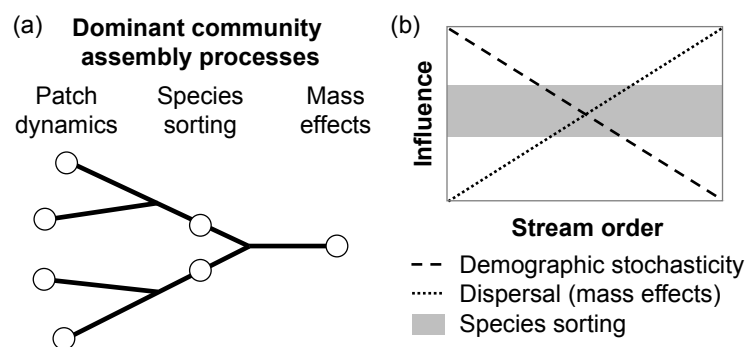 (a) Dominant community
assembly processes
Patch dynamics
Species sorting
Mass effects
(b)
Influence
Stream order
Demographic stochasticity
Dispersal (mass effects)
Species sorting